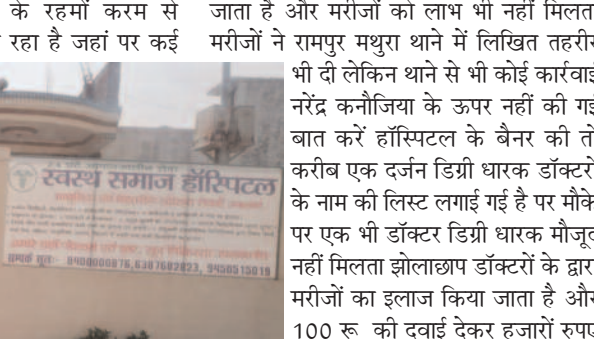 के रहमों करम से
रहा है जहां पर कई
स्वस्थ समाज हॉस्पिटल
जाता है और मरीजों को लाभ भी नहीं मिलता
मरीजों ने रामपुर मथुरा थाने में लिखित तहरीर
भी दी लेकिन थाने से भी कोई कार्रवाई
नरेंद्र कनौजिया के ऊपर नहीं की गई
बात करें हॉस्पिटल के बैनर की तो
करीब एक दर्जन डिग्री धारक डॉक्टरों
के नाम की लिस्ट लगाई गई है पर मौके
पर एक भी डॉक्टर डिग्री धारक मौजूद
नहीं मिलता झोलाछाप डॉक्टरों के द्वारा
मरीजों का इलाज किया जाता है और
100 रू की दवाई देकर हजारों रुपए